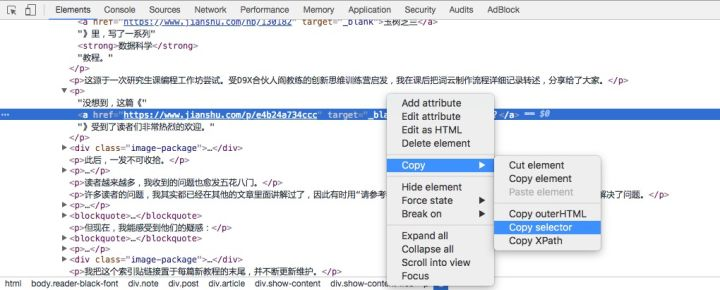 Elements Console Sources Network Performance Memory Application Security Audits AdBlock
<a href="https://www.jianshu.com/nb/130182" target="_blank">玉树芝兰</a>
"》里，写了一系列"
<strong>数据科学</strong>
"教程。"
</p>
<p>这源于一次研究生课编程工作坊尝试。受D9X合伙人阎教练的创新思维训练营启发，我在课后把词云制作流程详细记录转述，分享给了大家。</p>
▼<p>
"没想到，这篇《"
<a href="https://www.jianshu.com/p/e4b24a734ccc" target="_bla ?</a> == $0
"》受到了读者们非常热烈的欢迎。"
</p>
▶<div class="image-package">…</div>
<p>此后，一发不可收拾。</p>
▶<p>…</p>
<p>读者越来越多，我收到的问题也愈发五花八门。</p>
<p>许多读者的问题，我其实都已经在其他的文章里面讲解过了，因此有时用"请参考 解决了问题。</p>
▶<p>…</p>
▶<blockquote>…</blockquote>
<p>但现在，我能感受到他们的疑惑：</p>
▶<blockquote>…</blockquote>
▶<p>…</p>
▶<div class="image-package">…</div>
<p>我把这个索引贴链接置于每篇新教程的末尾，并不断更新维护。</p>
html body.reader-black-font div.note div.post div.article div.show-content div.show-content p
Add attribute
Edit attribute
Edit as HTML
Delete element
Copy ▶
Hide element
Force state ▶
Break on ▶
Expand all
Collapse all
Scroll into view
Focus
Cut element
Copy element
Paste element
Copy outerHTML
Copy selector
Copy XPath